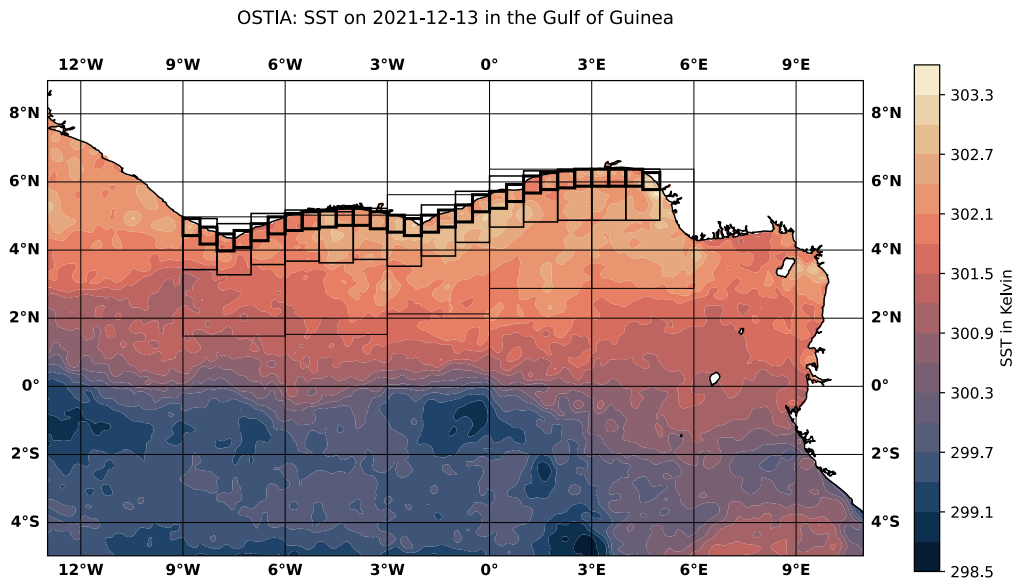 OSTIA: SST on 2021-12-13 in the Gulf of Guinea
12°W 9°W 6°W 3°W 0° 3°E 6°E 9°E
8°N 8°N
6°N 6°N
4°N 4°N
2°N 2°N
0° 0°
2°S 2°S
4°S 4°S
12°W 9°W 6°W 3°W 0° 3°E 6°E 9°E
303.3
302.7
302.1
301.5
300.9
300.3
299.7
299.1
298.5
SST in Kelvin